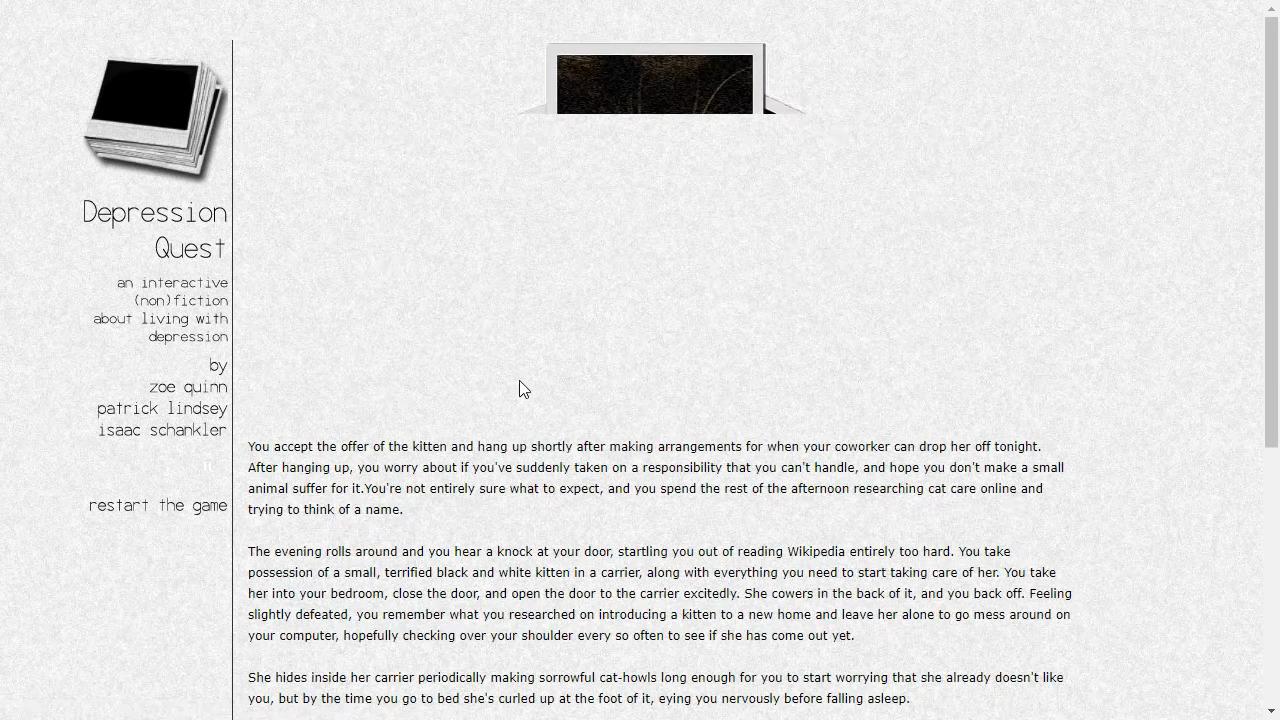 Depression
Quest
an interactive
(non)fiction
about living with
depression
by
zoe quinn
patrick lindsey
isaac schankler
restart the game
You accept the offer of the kitten and hang up shortly after making arrangements for when your coworker can drop her off tonight.
After hanging up, you worry about if you've suddenly taken on a responsibility that you can't handle, and hope you don't make a small
animal suffer for it.You're not entirely sure what to expect, and you spend the rest of the afternoon researching cat care online and
trying to think of a name.
The evening rolls around and you hear a knock at your door, startling you out of reading Wikipedia entirely too hard. You take
possession of a small, terrified black and white kitten in a carrier, along with everything you need to start taking care of her. You take
her into your bedroom, close the door, and open the door to the carrier excitedly. She cowers in the back of it, and you back off. Feeling
slightly defeated, you remember what you researched on introducing a kitten to a new home and leave her alone to go mess around on
your computer, hopefully checking over your shoulder every so often to see if she has come out yet.
She hides inside her carrier periodically making sorrowful cat-howls long enough for you to start worrying that she already doesn't like
you, but by the time you go to bed she's curled up at the foot of it, eying you nervously before falling asleep.